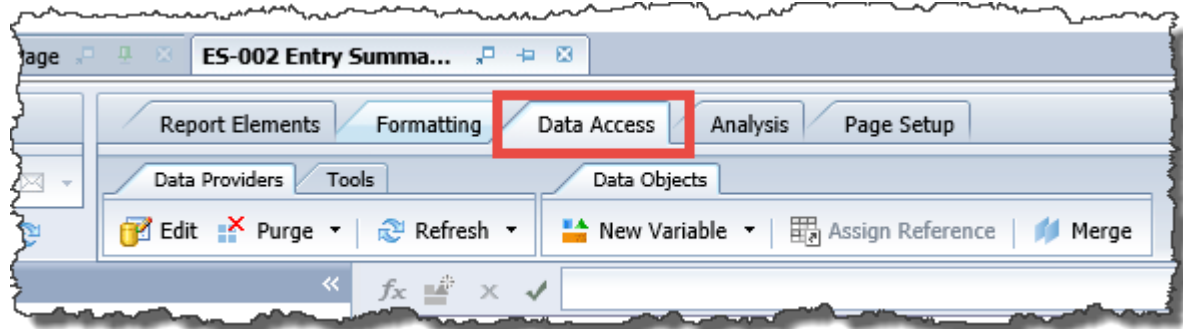 age ES-002 Entry Summa...
Report Elements Formatting Data Access Analysis Page Setup
Data Providers Tools Data Objects
Edit Purge Refresh New Variable Assign Reference Merge
fx